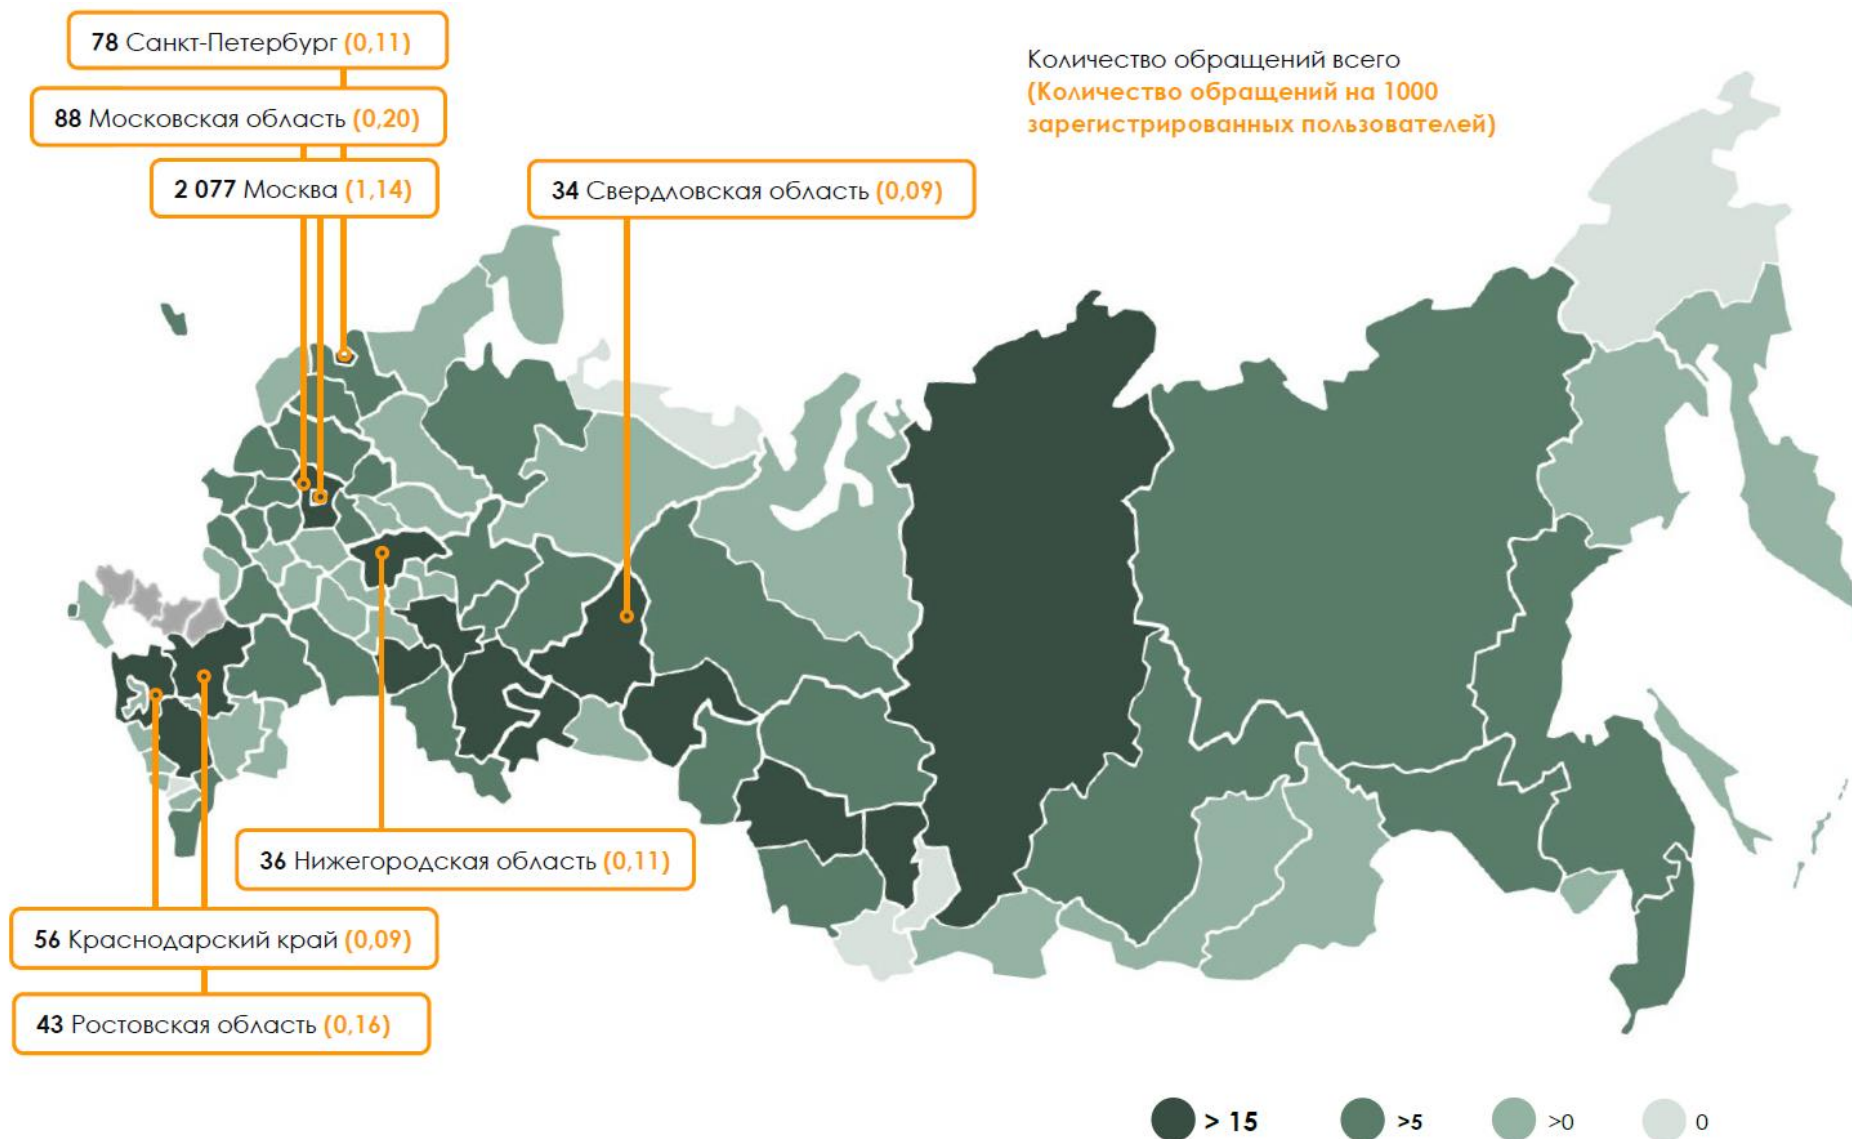 78 Санкт-Петербург (0,11)
88 Московская область (0,20)
2 077 Москва (1,14)
34 Свердловская область (0,09)
Количество обращений всего
(Количество обращений на 1000
зарегистрированных пользователей)
36 Нижегородская область (0,11)
56 Краснодарский край (0,09)
43 Ростовская область (0,16)
> 15
>5
>0
0